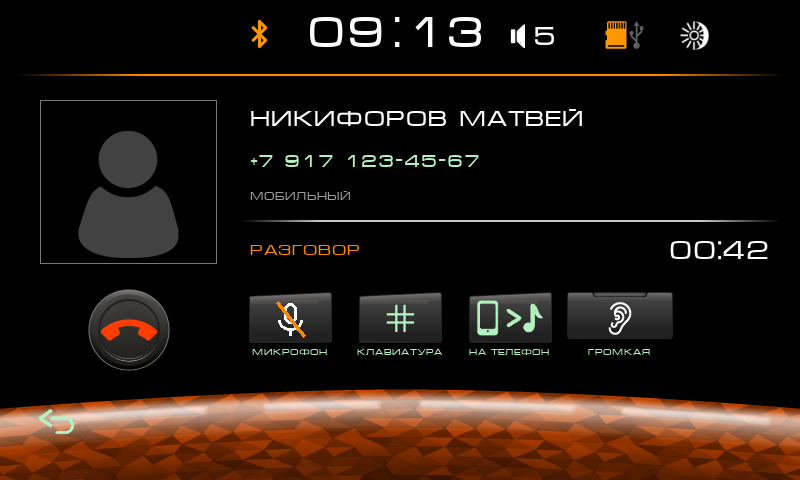 09:13 5
НИКИФОРОВ МАТВЕЙ
+7 917 123-45-67
МОБИЛЬНЫЙ
РАЗГОВОР 00:42
МИКРОФОН КЛАВИАТУРА НА ТЕЛЕФОН ГРОМКАЯ